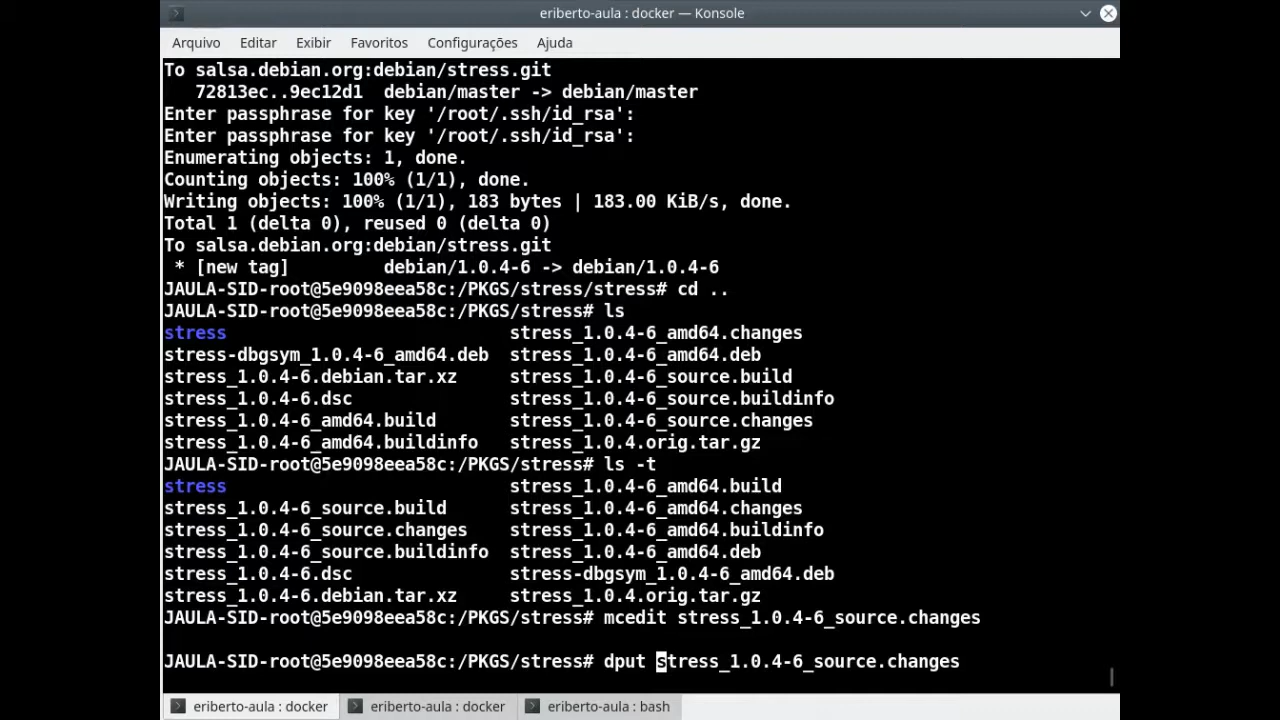 eriberto-aula : docker — Konsole
Arquivo Editar Exibir Favoritos Configurações Ajuda
To salsa.debian.org:debian/stress.git
   72813ec..9ec12d1  debian/master -> debian/master
Enter passphrase for key '/root/.ssh/id_rsa':
Enter passphrase for key '/root/.ssh/id_rsa':
Enumerating objects: 1, done.
Counting objects: 100% (1/1), done.
Writing objects: 100% (1/1), 183 bytes | 183.00 KiB/s, done.
Total 1 (delta 0), reused 0 (delta 0)
To salsa.debian.org:debian/stress.git
 * [new tag]         debian/1.0.4-6 -> debian/1.0.4-6
JAULA-SID-root@5e9098eea58c:/PKGS/stress/stress# cd ..
JAULA-SID-root@5e9098eea58c:/PKGS/stress# ls
stress                           stress_1.0.4-6_amd64.changes
stress-dbgsym_1.0.4-6_amd64.deb  stress_1.0.4-6_amd64.deb
stress_1.0.4-6.debian.tar.xz     stress_1.0.4-6_source.build
stress_1.0.4-6.dsc               stress_1.0.4-6_source.buildinfo
stress_1.0.4-6_amd64.build       stress_1.0.4-6_source.changes
stress_1.0.4-6_amd64.buildinfo   stress_1.0.4.orig.tar.gz
JAULA-SID-root@5e9098eea58c:/PKGS/stress# ls -t
stress                           stress_1.0.4-6_amd64.build
stress_1.0.4-6_source.build      stress_1.0.4-6_amd64.changes
stress_1.0.4-6_source.changes    stress_1.0.4-6_amd64.buildinfo
stress_1.0.4-6_source.buildinfo  stress_1.0.4-6_amd64.deb
stress_1.0.4-6.dsc               stress-dbgsym_1.0.4-6_amd64.deb
stress_1.0.4-6.debian.tar.xz     stress_1.0.4.orig.tar.gz
JAULA-SID-root@5e9098eea58c:/PKGS/stress# mcedit stress_1.0.4-6_source.changes
JAULA-SID-root@5e9098eea58c:/PKGS/stress# dput stress_1.0.4-6_source.changes
eriberto-aula : docker eriberto-aula : docker eriberto-aula : bash